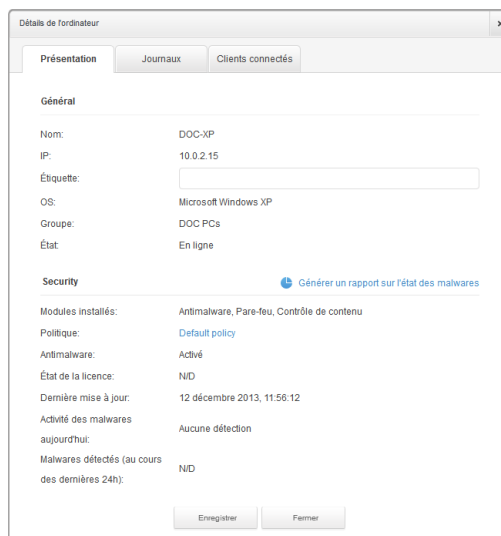 Détails de l'ordinateur
x
Présentation Journaux Clients connectés
Général
Nom: DOC-XP
IP: 10.0.2.15
Étiquette:
OS: Microsoft Windows XP
Groupe: DOC PCs
État: En ligne
Security Générer un rapport sur l'état des malwares
Modules installés: Antimalware, Pare-feu, Contrôle de contenu
Politique: Default policy
Antimalware: Activé
État de la licence: N/D
Dernière mise à jour: 12 décembre 2013, 11:56:12
Activité des malwares
aujourd'hui: Aucune détection
Malwares détectés (au cours
des dernières 24h): N/D
Enregistrer Fermer